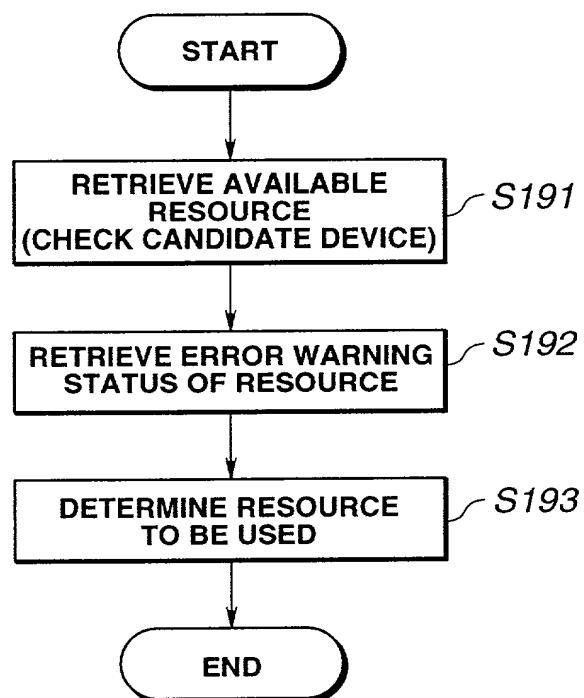 START
RETRIEVE AVAILABLE
RESOURCE
(CHECK CANDIDATE DEVICE)
S191
RETRIEVE ERROR WARNING
STATUS OF RESOURCE
S192
DETERMINE RESOURCE
TO BE USED
S193
END